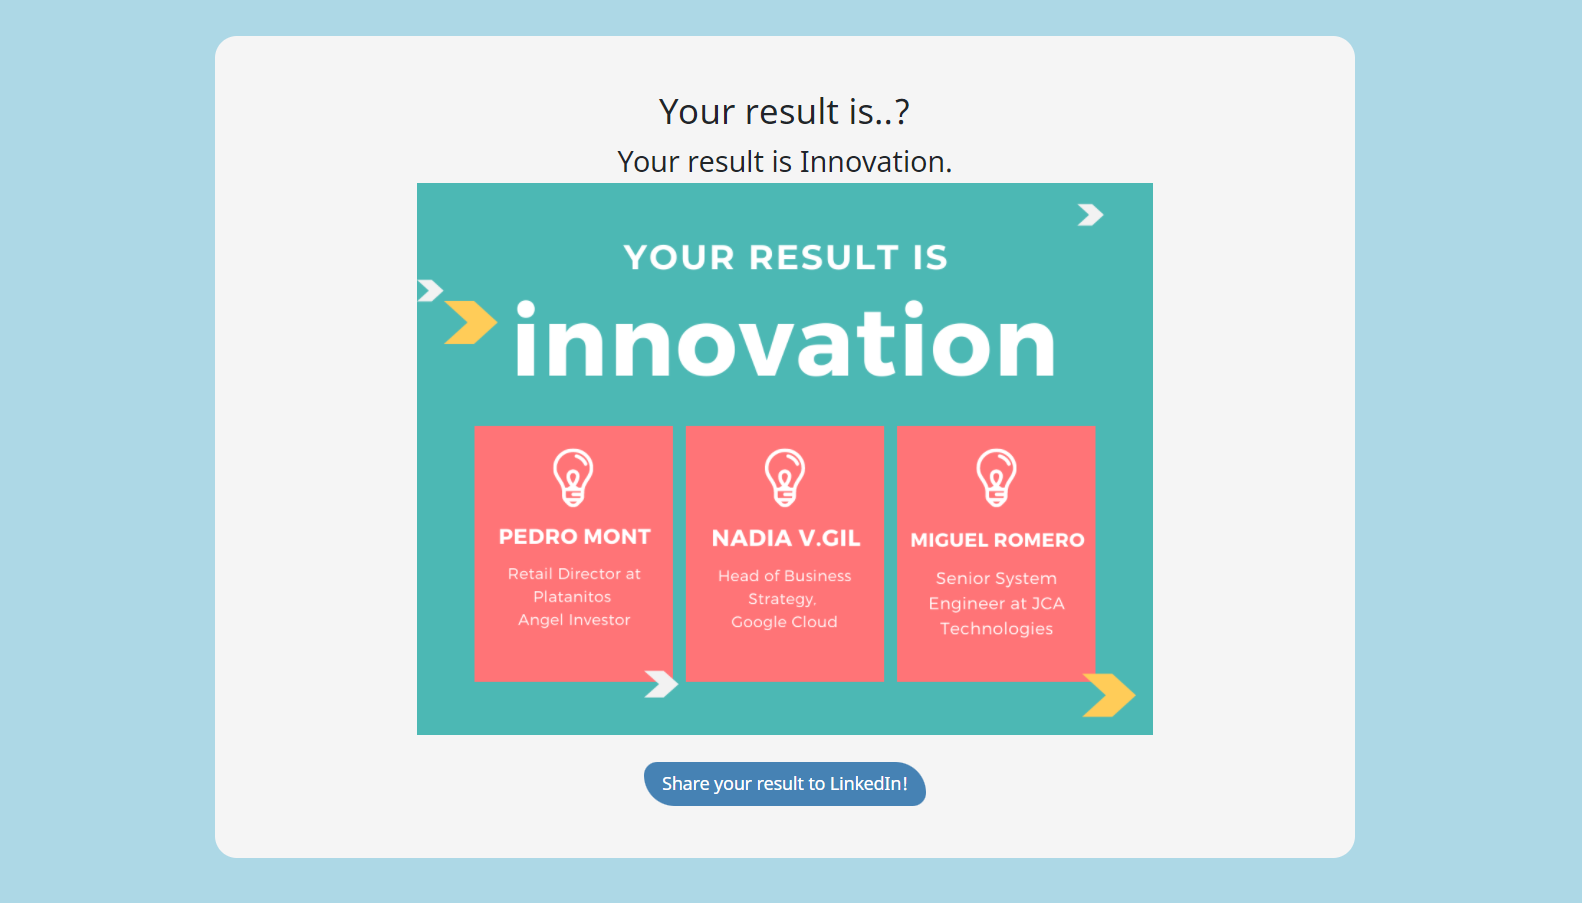 Your result is..?
Your result is Innovation.
YOUR RESULT IS
innovation
PEDRO MONT
Retail Director at
Platanitos
Angel Investor
NADIA V.GIL
Head of Business
Strategy,
Google Cloud
MIGUEL ROMERO
Senior System
Engineer at JCA
Technologies
Share your result to LinkedIn!